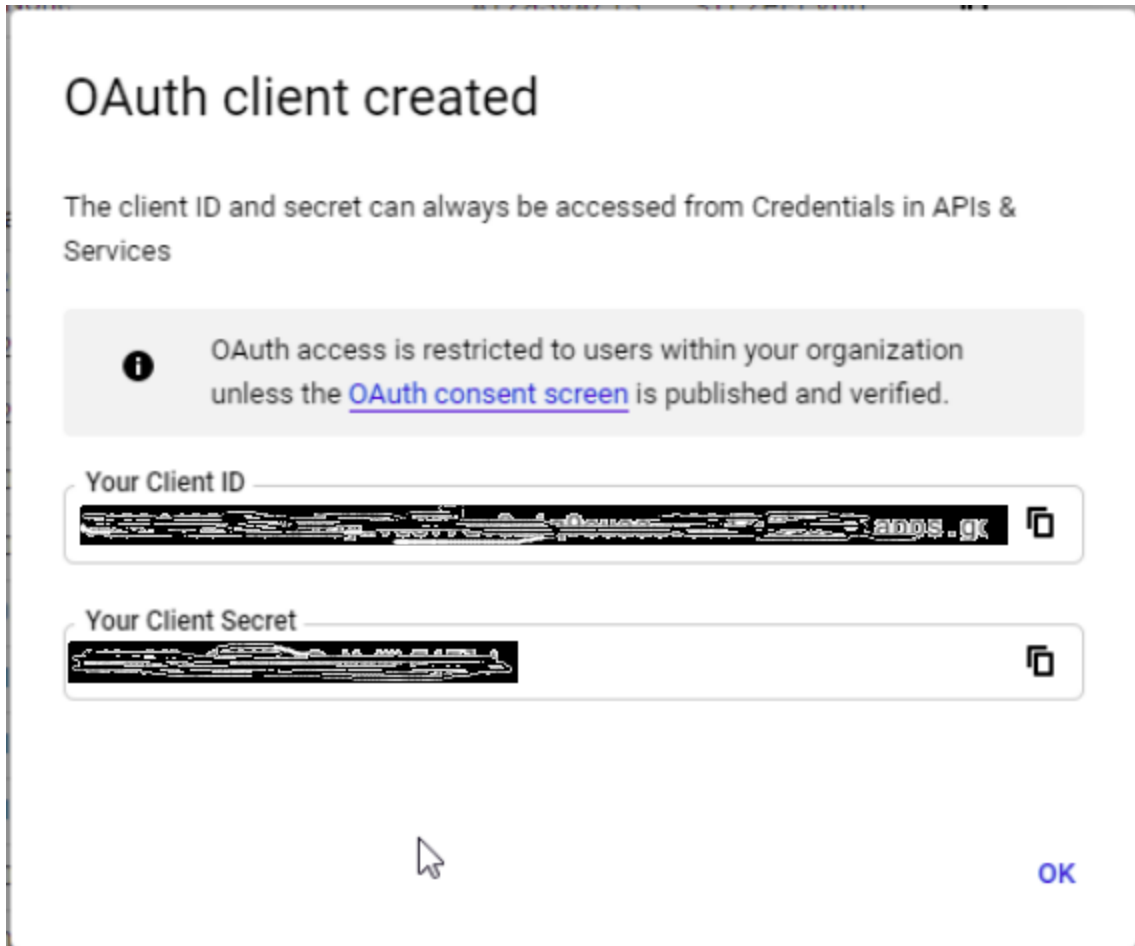 OAuth client created
The client ID and secret can always be accessed from Credentials in APIs &
Services
OAuth access is restricted to users within your organization
unless the OAuth consent screen is published and verified.
Your Client ID
apps.g
Your Client Secret
OK